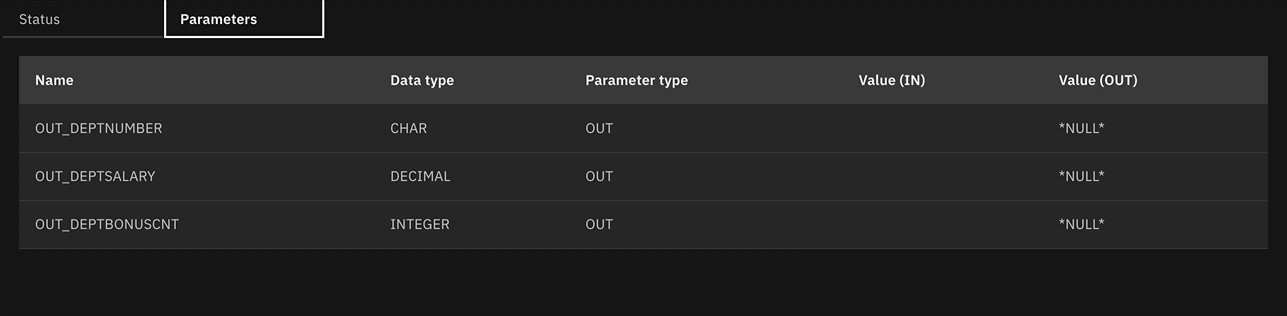 Status Parameters
Name Data type Parameter type Value (IN) Value (OUT)
OUT_DEPTNUMBER CHAR OUT *NULL*
OUT_DEPTSALARY DECIMAL OUT *NULL*
OUT_DEPTBONUSCNT INTEGER OUT *NULL*